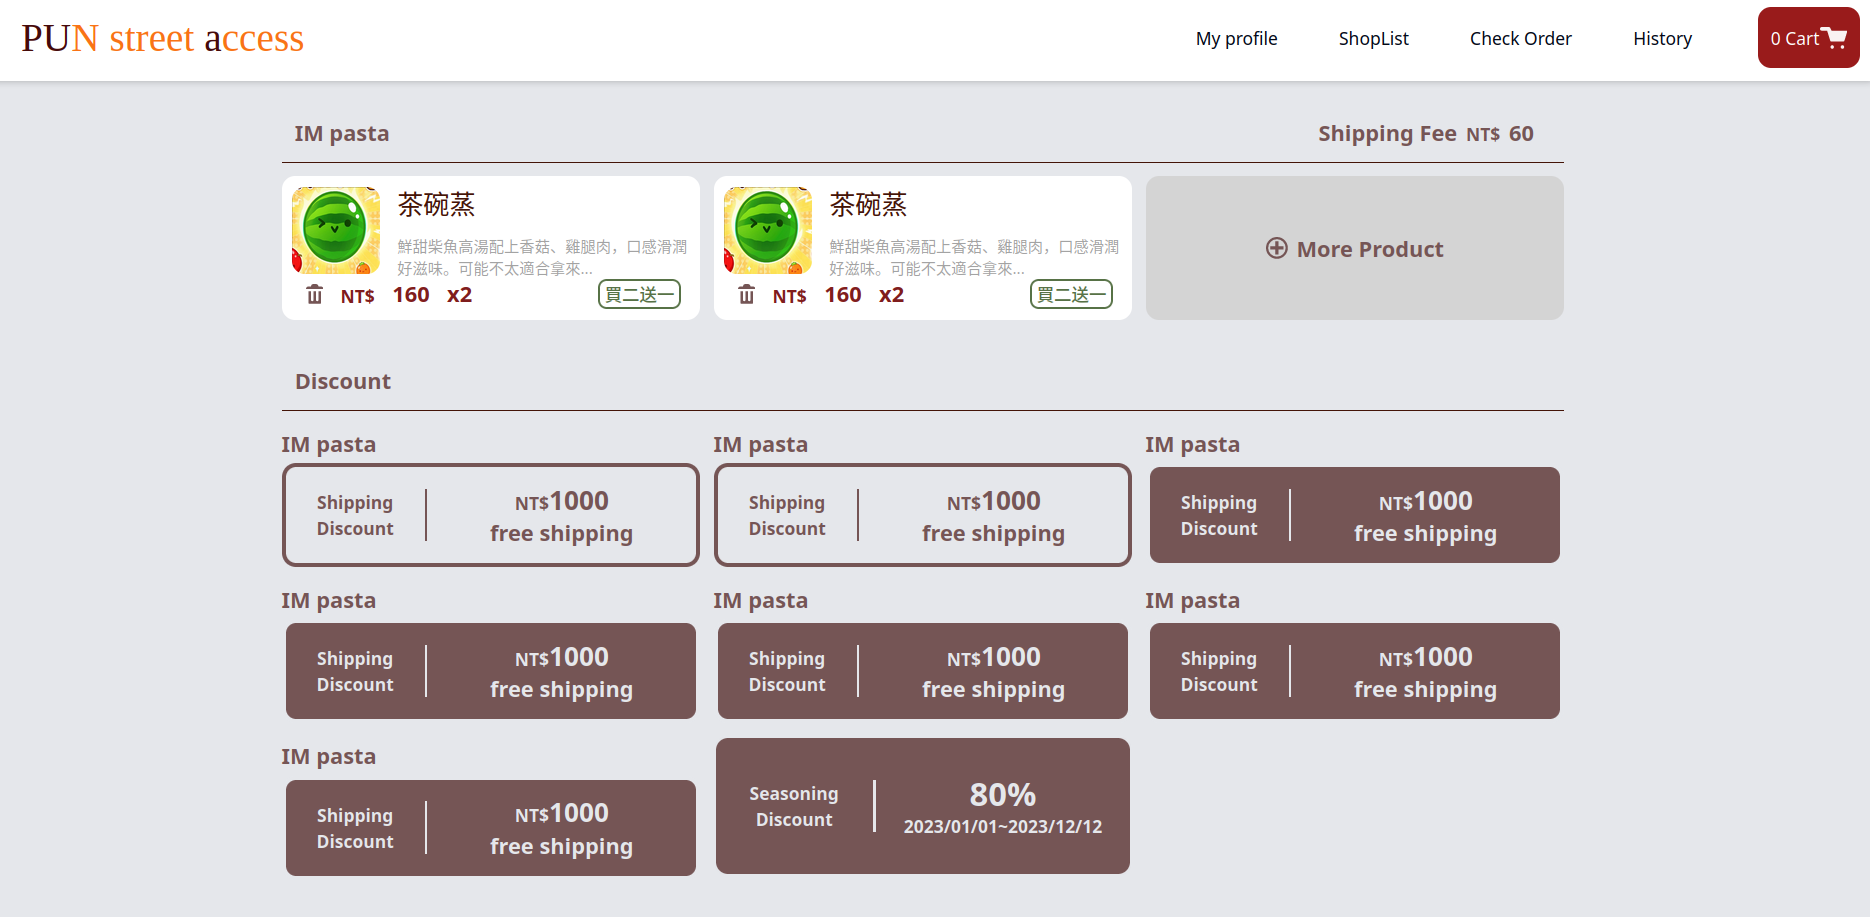 PUN street access
My profile
ShopList
Check Order
History
0 Cart
IM pasta
Shipping Fee NT$ 60
茶碗蒸
鮮甜柴魚高湯配上香菇、雞腿肉，口感滑潤
好滋味。可能不太適合拿來...
NT$ 160 x2
買二送一
茶碗蒸
鮮甜柴魚高湯配上香菇、雞腿肉，口感滑潤
好滋味。可能不太適合拿來...
NT$ 160 x2
買二送一
More Product
Discount
IM pasta
Shipping
Discount
NT$1000
free shipping
IM pasta
Shipping
Discount
NT$1000
free shipping
IM pasta
Shipping
Discount
NT$1000
free shipping
IM pasta
Shipping
Discount
NT$1000
free shipping
IM pasta
Shipping
Discount
NT$1000
free shipping
IM pasta
Shipping
Discount
NT$1000
free shipping
IM pasta
Shipping
Discount
NT$1000
free shipping
Seasoning
Discount
80%
2023/01/01~2023/12/12